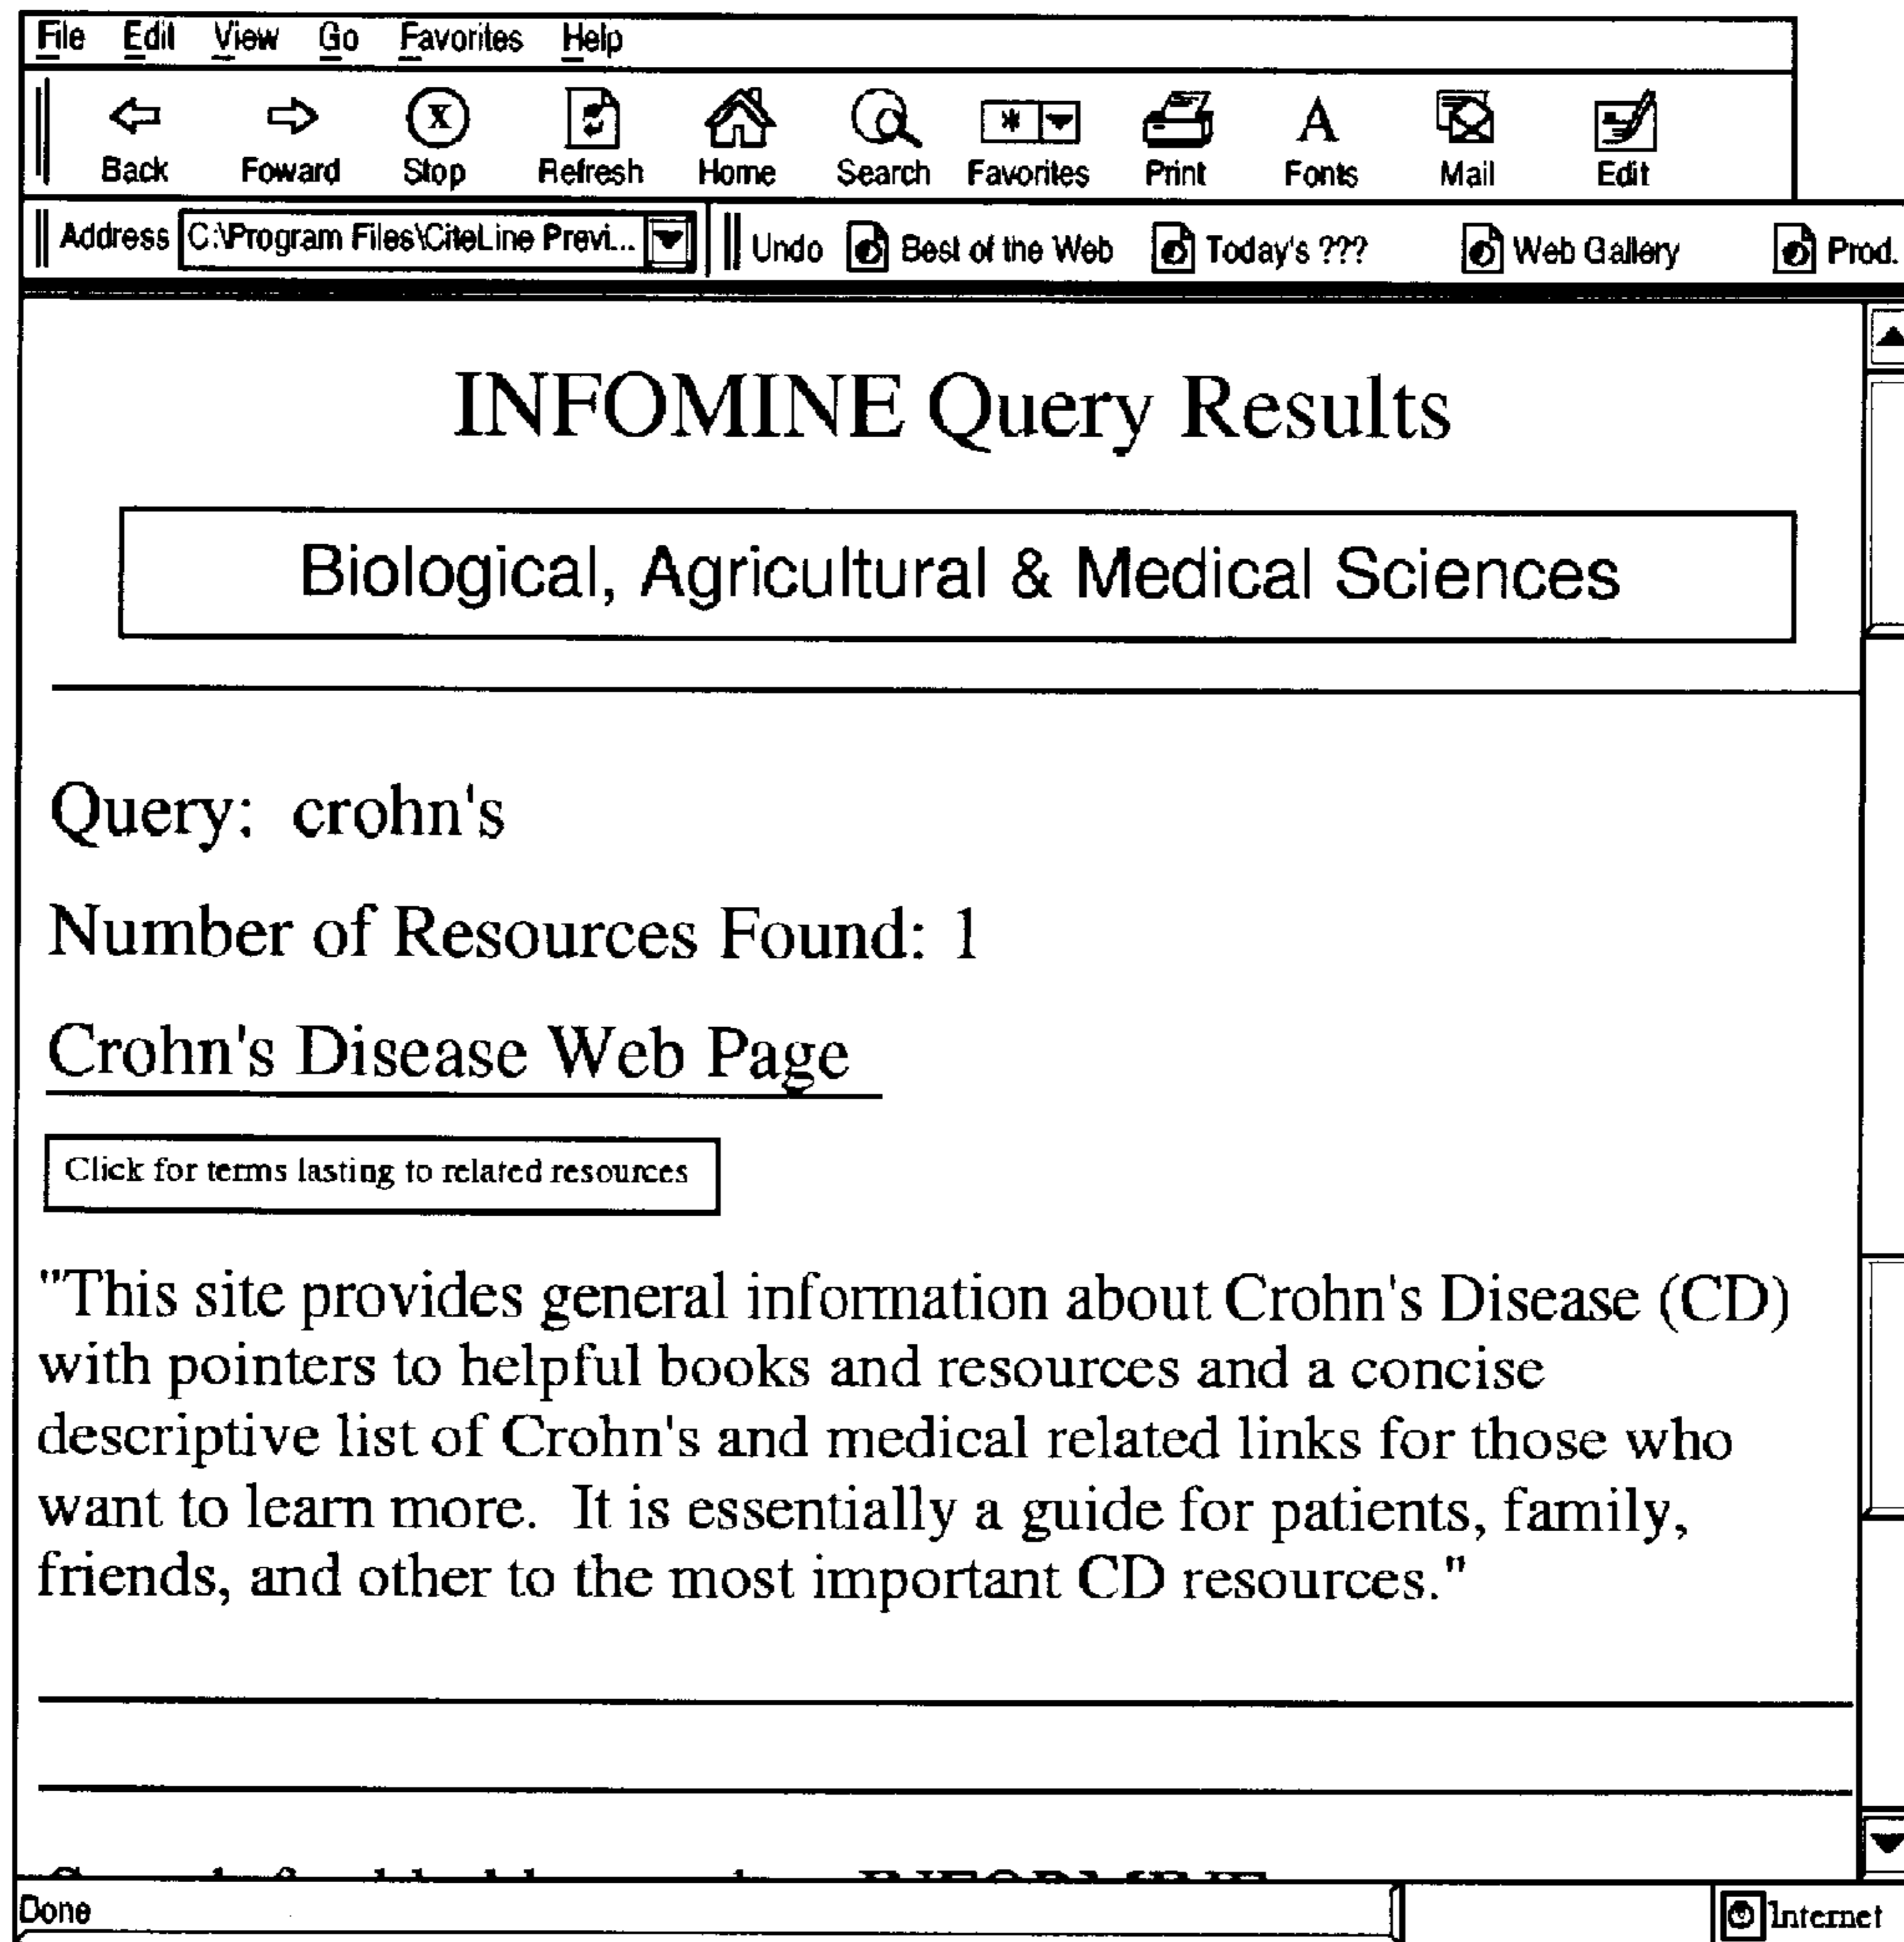 File Edit View Go Favorites Help
Back Foward Stop Refresh Home Search Favorites Print Fonts Mail Edit
Address C:\Program Files\CiteLine Previ... Undo Best of the Web Today's ??? Web Gallery Prod.
INFOMINE Query Results
Biological, Agricultural & Medical Sciences
Query: crohn's
Number of Resources Found: 1
Crohn's Disease Web Page
Click for terms lasting to related resources
"This site provides general information about Crohn's Disease (CD)
with pointers to helpful books and resources and a concise
descriptive list of Crohn's and medical related links for those who
want to learn more. It is essentially a guide for patients, family,
friends, and other to the most important CD resources."
Done Internet